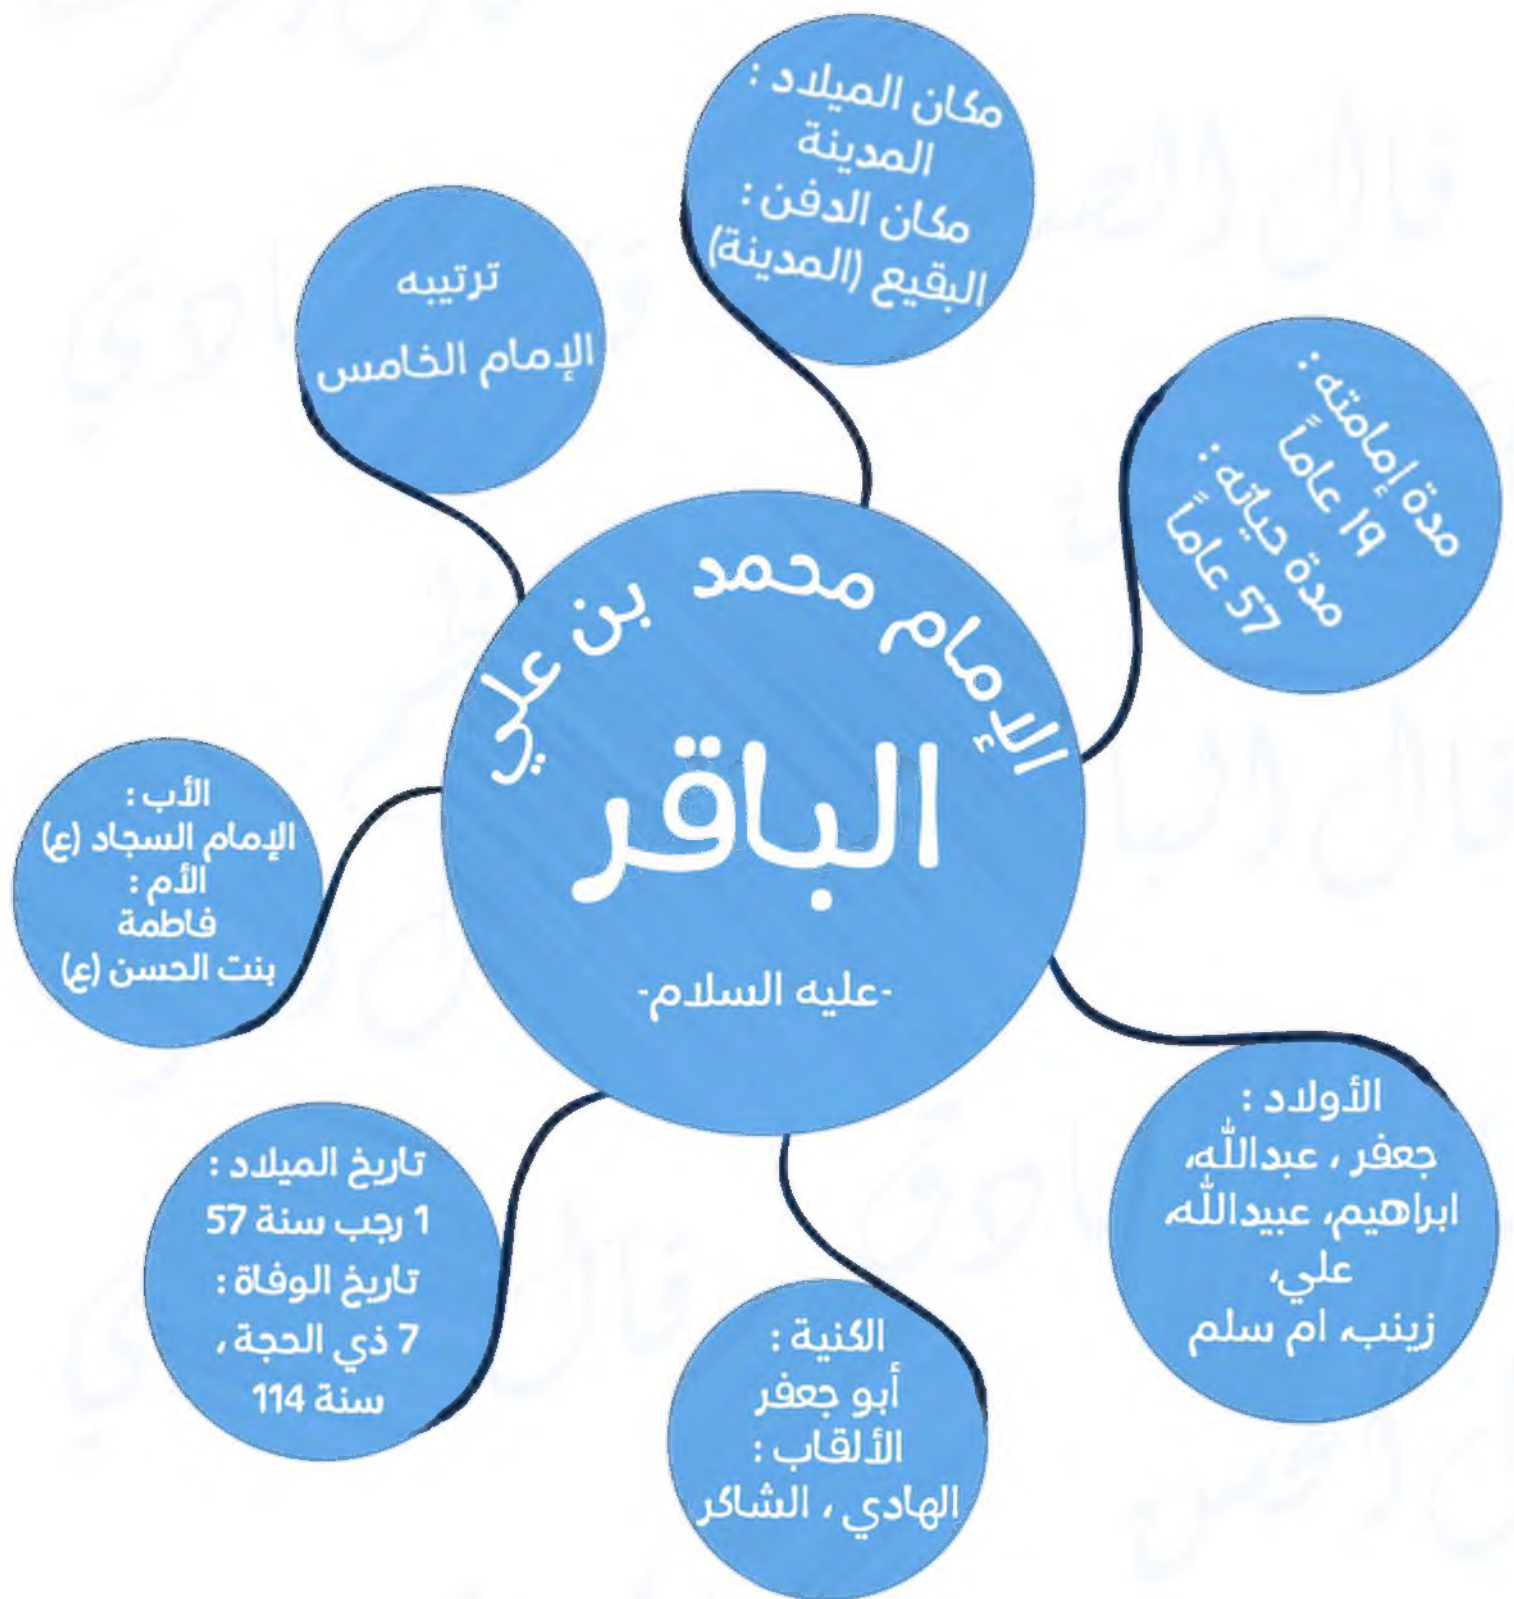 الإمام محمد بن علي
الباقر
-عليه السلام-
مكان الميلاد :
المدينة
مكان الدفن :
البقيع (المدينة)
مدة إمامته :
19 عاماً
مدة حياته :
57 عاماً
الأولاد :
جعفر ، عبدالله،
ابراهيم، عبيدالله،
علي،
زينب، ام سلم
الكنية :
أبو جعفر
الألقاب :
الهادي ، الشاكر
تاريخ الميلاد :
1 رجب سنة 57
تاريخ الوفاة :
7 ذي الحجة ،
سنة 114
الأب :
الإمام السجاد (ع)
الأم :
فاطمة
بنت الحسن (ع)
ترتيبه
الإمام الخامس